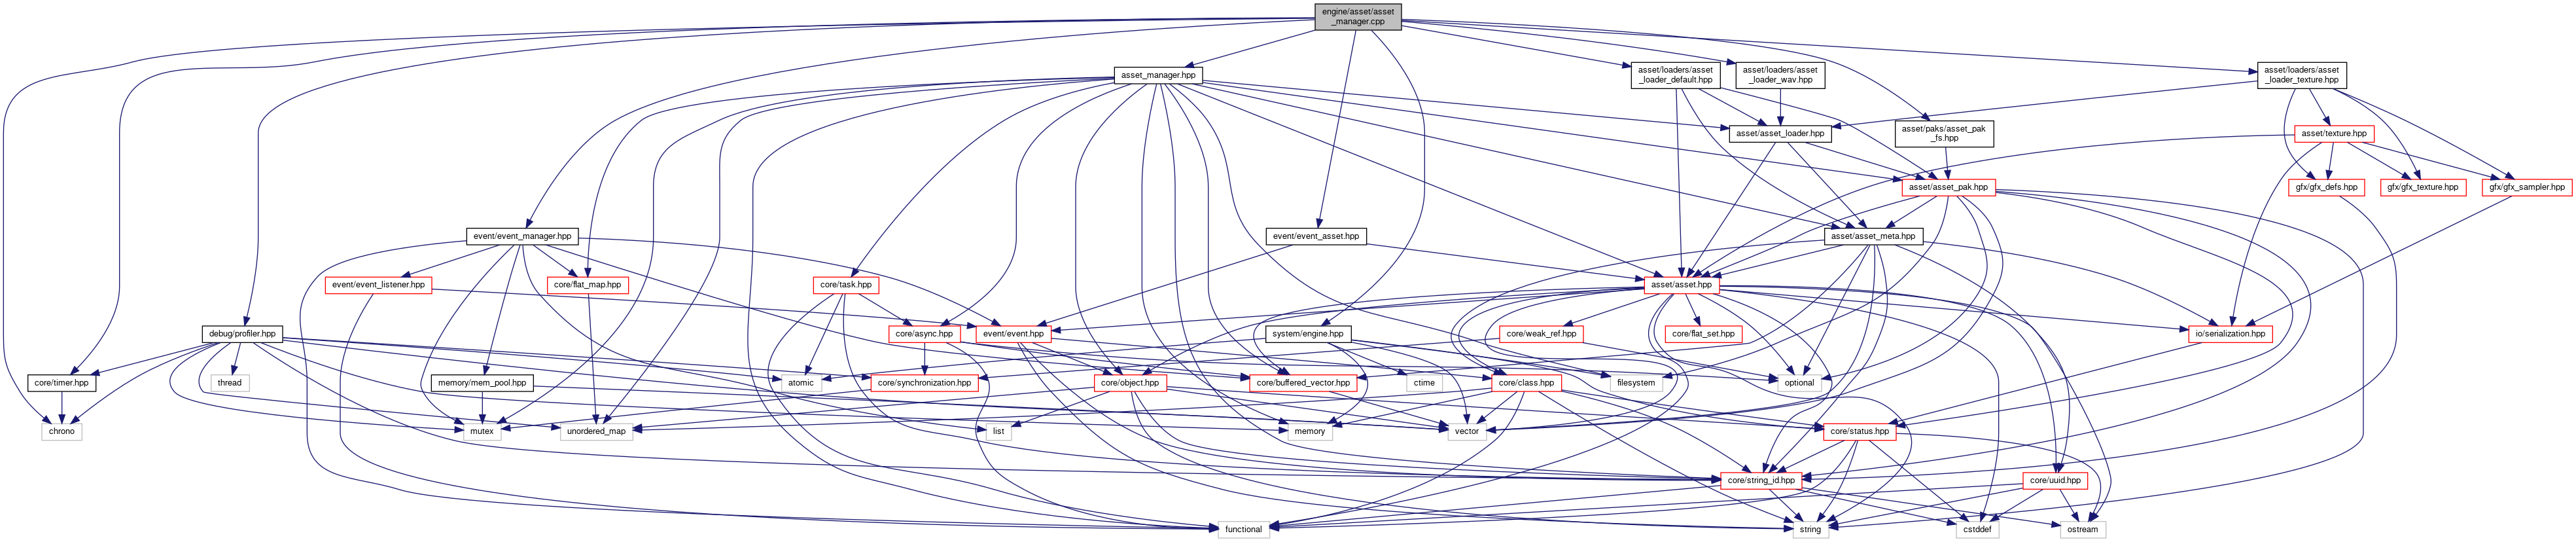 engine/asset/asset
_manager.cpp
asset_manager.hpp
asset/loaders/asset
_loader_default.hpp
asset/loaders/asset
_loader_wav.hpp
asset/loaders/asset
_loader_texture.hpp
asset/asset_loader.hpp
asset/paks/asset_pak
_fs.hpp
asset/texture.hpp
asset/asset_pak.hpp
gfx/gfx_defs.hpp
gfx/gfx_texture.hpp
gfx/gfx_sampler.hpp
event/event_manager.hpp
event/event_asset.hpp
asset/asset_meta.hpp
event/event_listener.hpp
core/flat_map.hpp
core/task.hpp
asset/asset.hpp
debug/profiler.hpp
core/async.hpp
event/event.hpp
system/engine.hpp
core/weak_ref.hpp
core/flat_set.hpp
io/serialization.hpp
core/timer.hpp
thread
memory/mem_pool.hpp
atomic
core/synchronization.hpp
core/object.hpp
core/buffered_vector.hpp
ctime
core/class.hpp
filesystem
optional
chrono
mutex
unordered_map
list
memory
vector
core/status.hpp
core/string_id.hpp
core/uuid.hpp
functional
string
cstddef
ostream